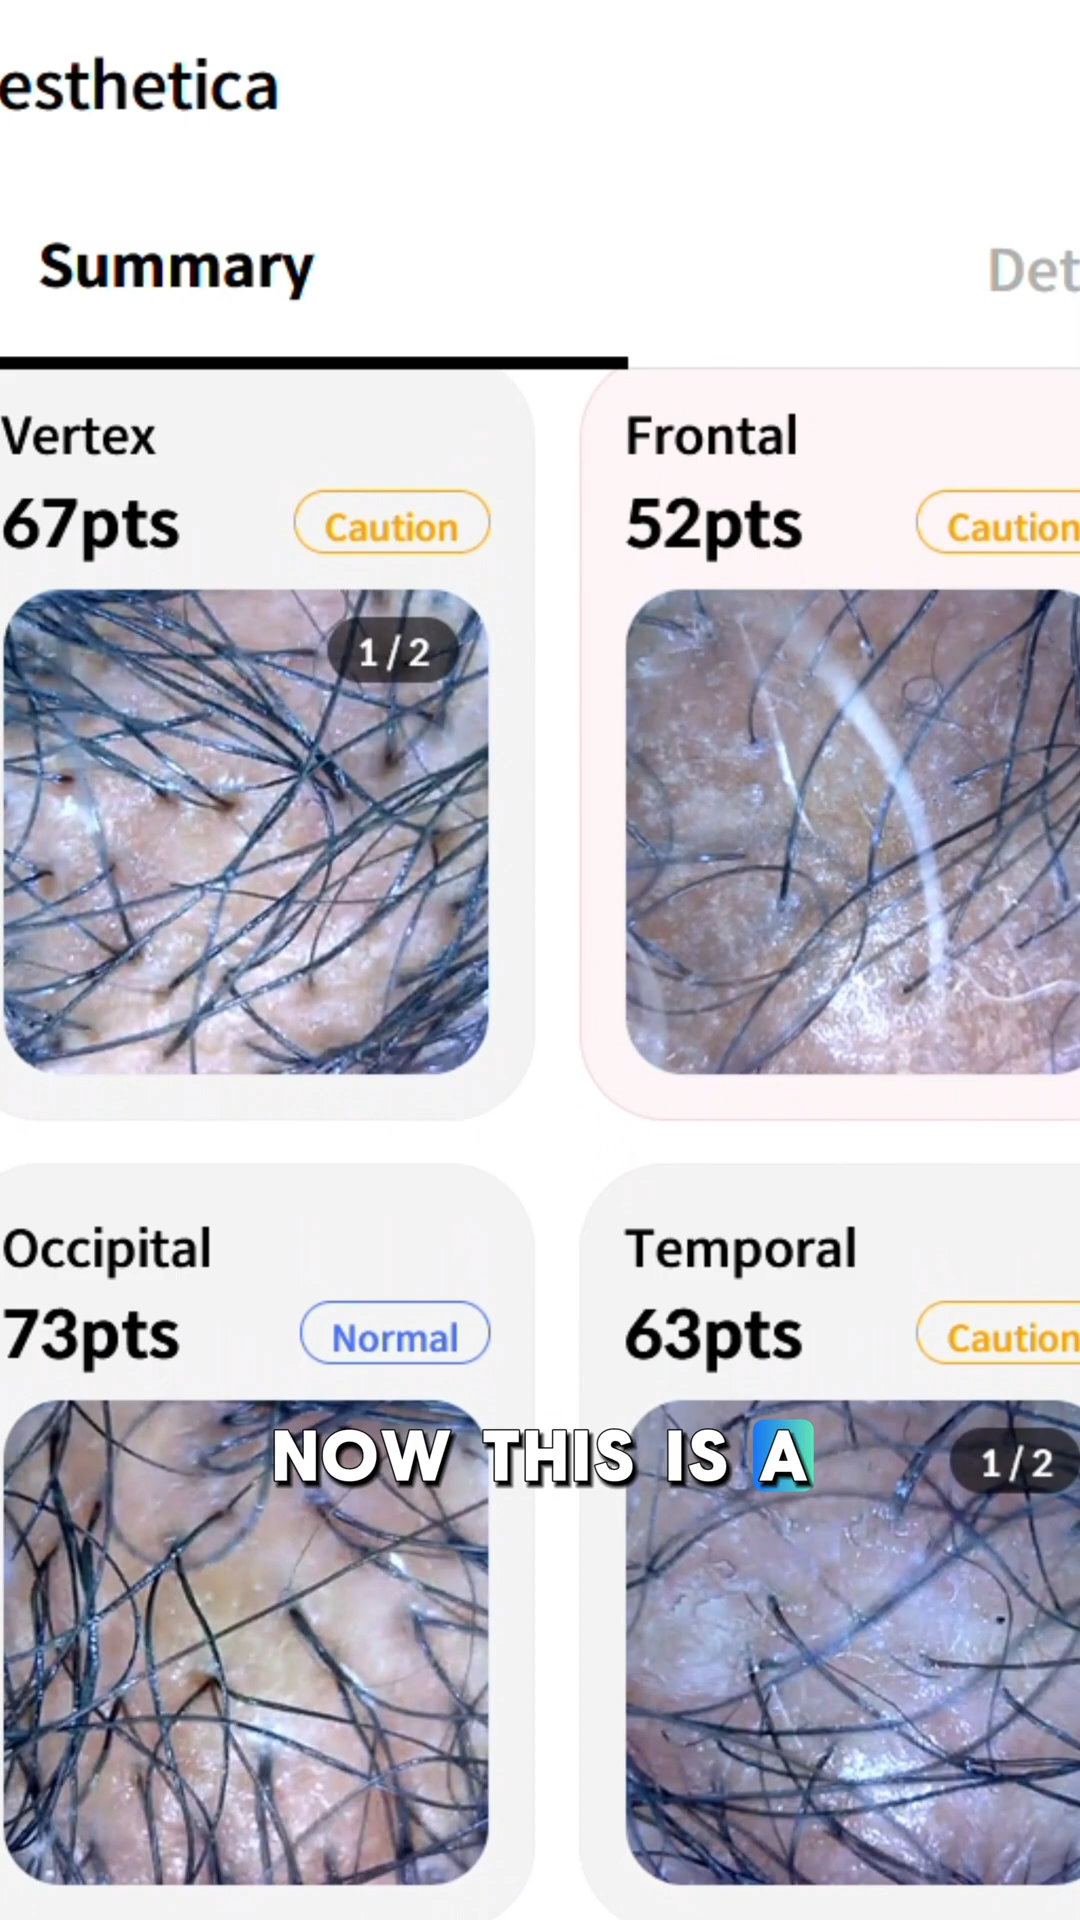 esthetica
Summary
Det
Vertex
67pts
Caution
1/2
Frontal
52pts
Caution
Occipital
73pts
Normal
Temporal
63pts
Caution
1/2
NOW THIS IS A